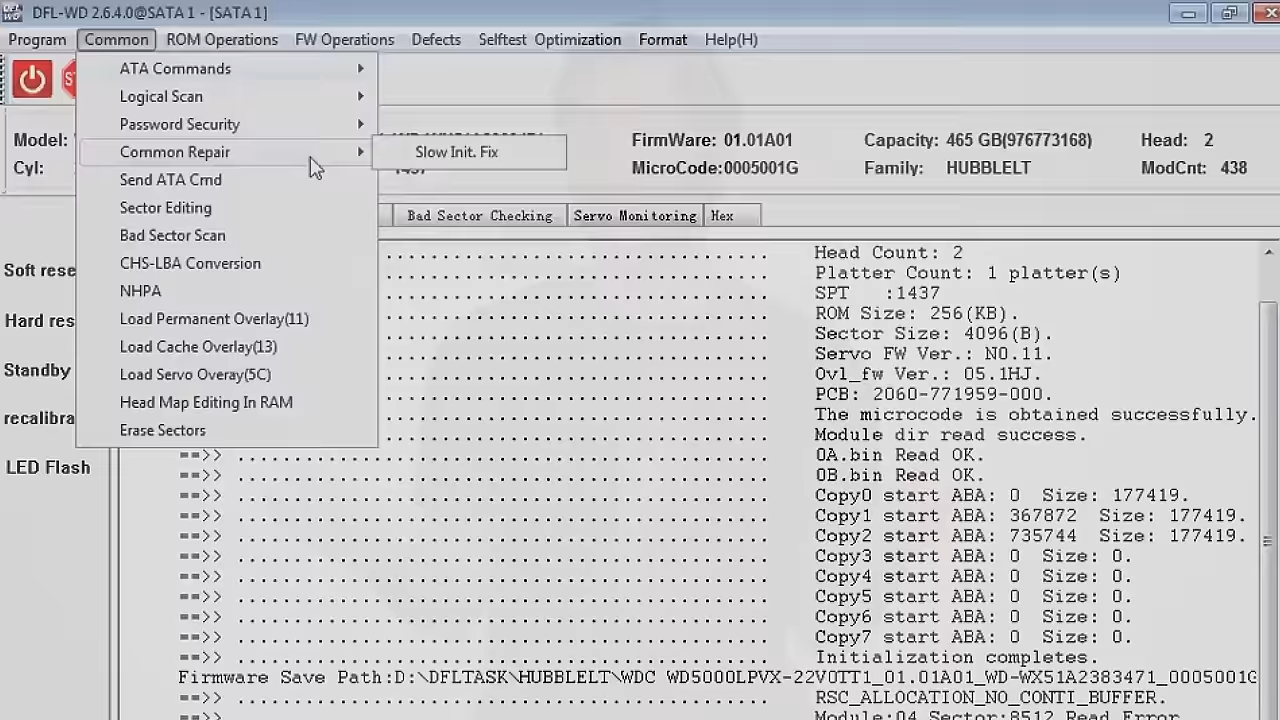 DFL-WD 2.6.4.0@SATA 1 - [SATA 1]
Program Common ROM Operations FW Operations Defects Selftest Optimization Format Help(H)
ATA Commands
Logical Scan
Password Security
Common Repair
Slow Init. Fix
Send ATA Cmd
Sector Editing
Bad Sector Scan
CHS-LBA Conversion
NHPA
Load Permanent Overlay(11)
Load Cache Overlay(13)
Load Servo Overay(5C)
Head Map Editing In RAM
Erase Sectors
Model: FirmWare: 01.01A01 Capacity: 465 GB(976773168) Head: 2
Cyl: MicroCode:0005001G Family: HUBBLELT ModCnt: 438
Bad Sector Checking Servo Monitoring Hex
Soft rese
Hard res
Standby
recalibra
LED Flash
Head Count: 2
Platter Count: 1 platter(s)
SPT :1437
ROM Size: 256(KB).
Sector Size: 4096(B).
Servo FW Ver.: N0.11.
Ovl_fw Ver.: 05.1HJ.
PCB: 2060-771959-000.
The microcode is obtained successfully.
Module dir read success.
==>> 0A.bin Read OK.
==>> 0B.bin Read OK.
==>> Copy0 start ABA: 0 Size: 177419.
==>> Copy1 start ABA: 367872 Size: 177419.
==>> Copy2 start ABA: 735744 Size: 177419.
==>> Copy3 start ABA: 0 Size: 0.
==>> Copy4 start ABA: 0 Size: 0.
==>> Copy5 start ABA: 0 Size: 0.
==>> Copy6 start ABA: 0 Size: 0.
==>> Copy7 start ABA: 0 Size: 0.
==>> Initialization completes.
Firmware Save Path:D:\DFLTASK\HUBBLELT\WDC WD5000LPVX-22V0TT1_01.01A01_WD-WX51A2383471_0005001G
==>> RSC_ALLOCATION_NO_CONTI_BUFFER.
Module:04 Sector:8512 Read Error